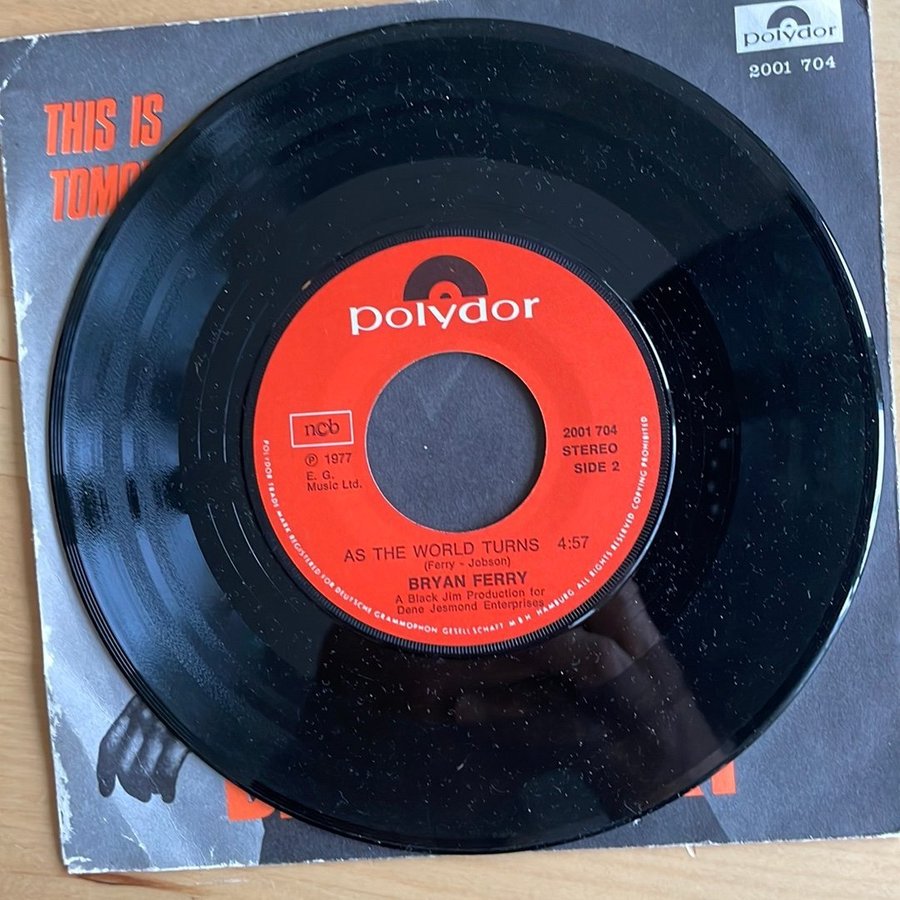 polydor
2001 704
THIS IS
polydor
ncb
2001 704
STEREO
SIDE 2
℗ 1977
E. G.
Music Ltd.
AS THE WORLD TURNS 4:57
(Ferry - Jobson)
BRYAN FERRY
A Black Jim Production for
Dene Jesmond Enterprises
POLYDOR TRADE MARK REGISTERED FOR DEUTSCHE GRAMMOPHON GESELLSCHAFT M B H HAMBURG ALL RIGHTS RESERVED COPYING PROHIBITED